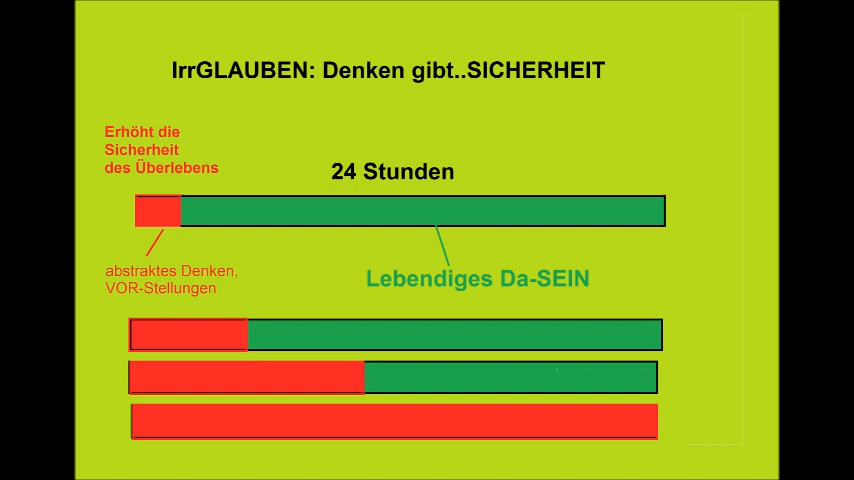 IrrGLAUBEN: Denken gibt..SICHERHEIT
Erhöht die
Sicherheit
des Überlebens
24 Stunden
abstraktes Denken,
VOR-Stellungen
Lebendiges Da-SEIN